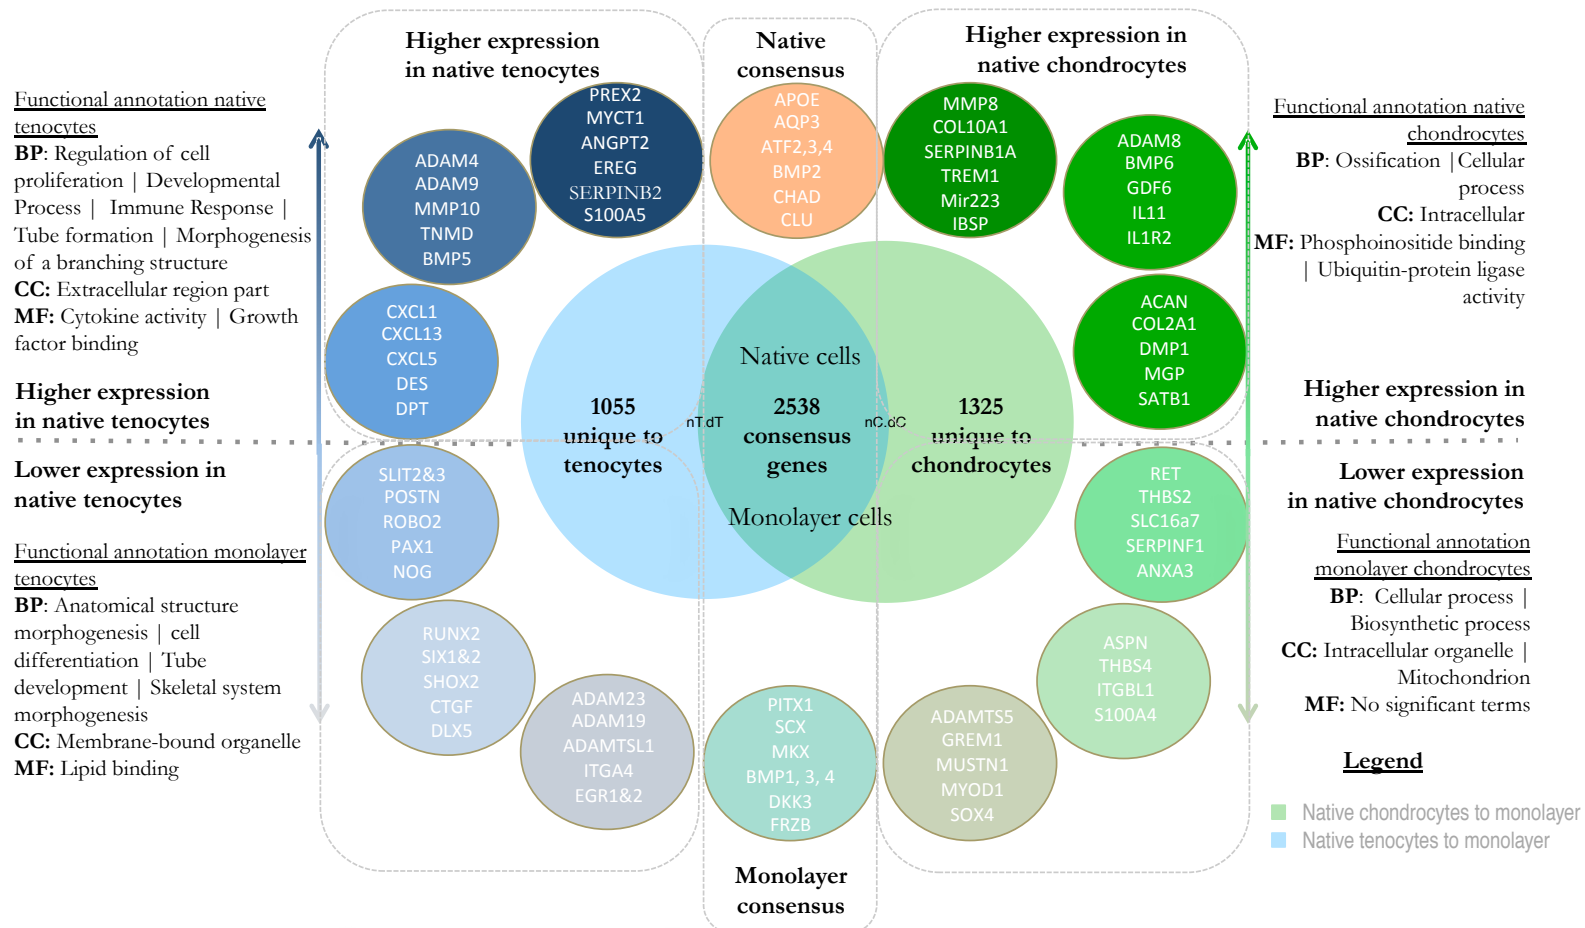 Higher expression
in native tenocytes
Native
consensus
Higher expression in
native chondrocytes
Functional annotation native
tenocytes
BP: Regulation of cell
proliferation | Developmental
Process | Immune Response |
Tube formation | Morphogenesis
of a branching structure
CC: Extracellular region part
MF: Cytokine activity | Growth
factor binding
Higher expression
in native tenocytes
Lower expression in
native tenocytes
Functional annotation monolayer
tenocytes
BP: Anatomical structure
morphogenesis | cell
differentiation | Tube
development | Skeletal system
morphogenesis
CC: Membrane-bound organelle
MF: Lipid binding
PREX2
MYCT1
ANGPT2
EREG
SERPINB2
S100A5
ADAM4
ADAM9
MMP10
TNMD
BMP5
CXCL1
CXCL13
CXCL5
DES
DPT
SLIT2&3
POSTN
ROBO2
PAX1
NOG
RUNX2
SIX1&2
SHOX2
CTGF
DLX5
ADAM23
ADAM19
ADAMTSL1
ITGA4
EGR1&2
APOE
AQP3
ATF2,3,4
BMP2
CHAD
CLU
Native cells
1055
unique to
tenocytes
nT.dT
2538
consensus
genes
nC.dC
1325
unique to
chondrocytes
Monolayer cells
PITX1
SCX
MKX
BMP1, 3, 4
DKK3
FRZB
Monolayer
consensus
MMP8
COL10A1
SERPINB1A
TREM1
Mir223
IBSP
ADAM8
BMP6
GDF6
IL11
IL1R2
ACAN
COL2A1
DMP1
MGP
SATB1
RET
THBS2
SLC16a7
SERPINF1
ANXA3
ASPN
THBS4
ITGBL1
S100A4
ADAMTS5
GREM1
MUSTN1
MYOD1
SOX4
Functional annotation native
chondrocytes
BP: Ossification |Cellular
process
CC: Intracellular
MF: Phosphoinositide binding
| Ubiquitin-protein ligase
activity
Higher expression in
native chondrocytes
Lower expression
in native chondrocytes
Functional annotation
monolayer chondrocytes
BP: Cellular process |
Biosynthetic process
CC: Intracellular organelle |
Mitochondrion
MF: No significant terms
Legend
Native chondrocytes to monolayer
Native tenocytes to monolayer